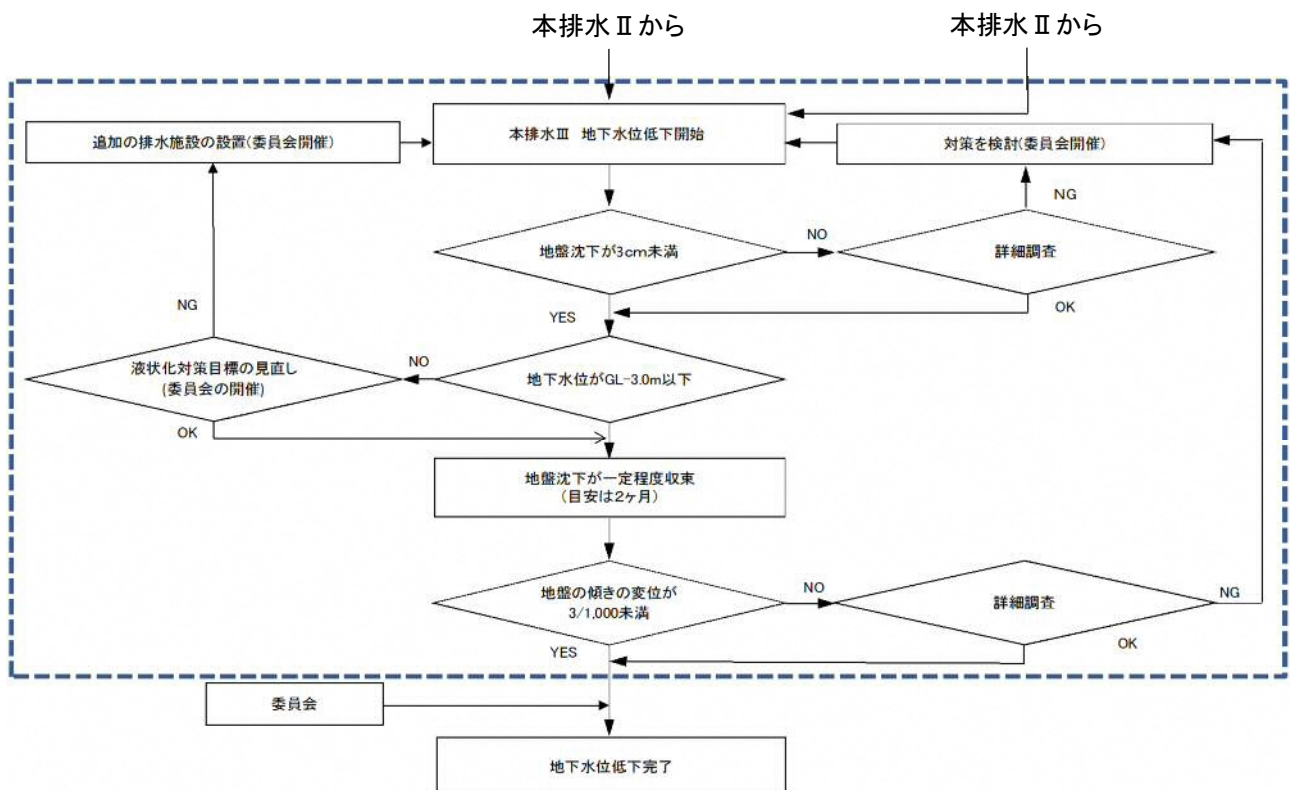 本排水Ⅱから
本排水Ⅱから
追加の排水施設の設置(委員会開催)
本排水Ⅲ 地下水位低下開始
対策を検討(委員会開催)
NG
地盤沈下が3cm未満
NO
詳細調査
NG
YES
OK
液状化対策目標の見直し
(委員会の開催)
NO
地下水位がGL-3.0m以下
OK
地盤沈下が一定程度収束
(目安は2ヶ月)
地盤の傾きの変位が
3/1,000未満
NO
詳細調査
NG
YES
OK
委員会
地下水位低下完了